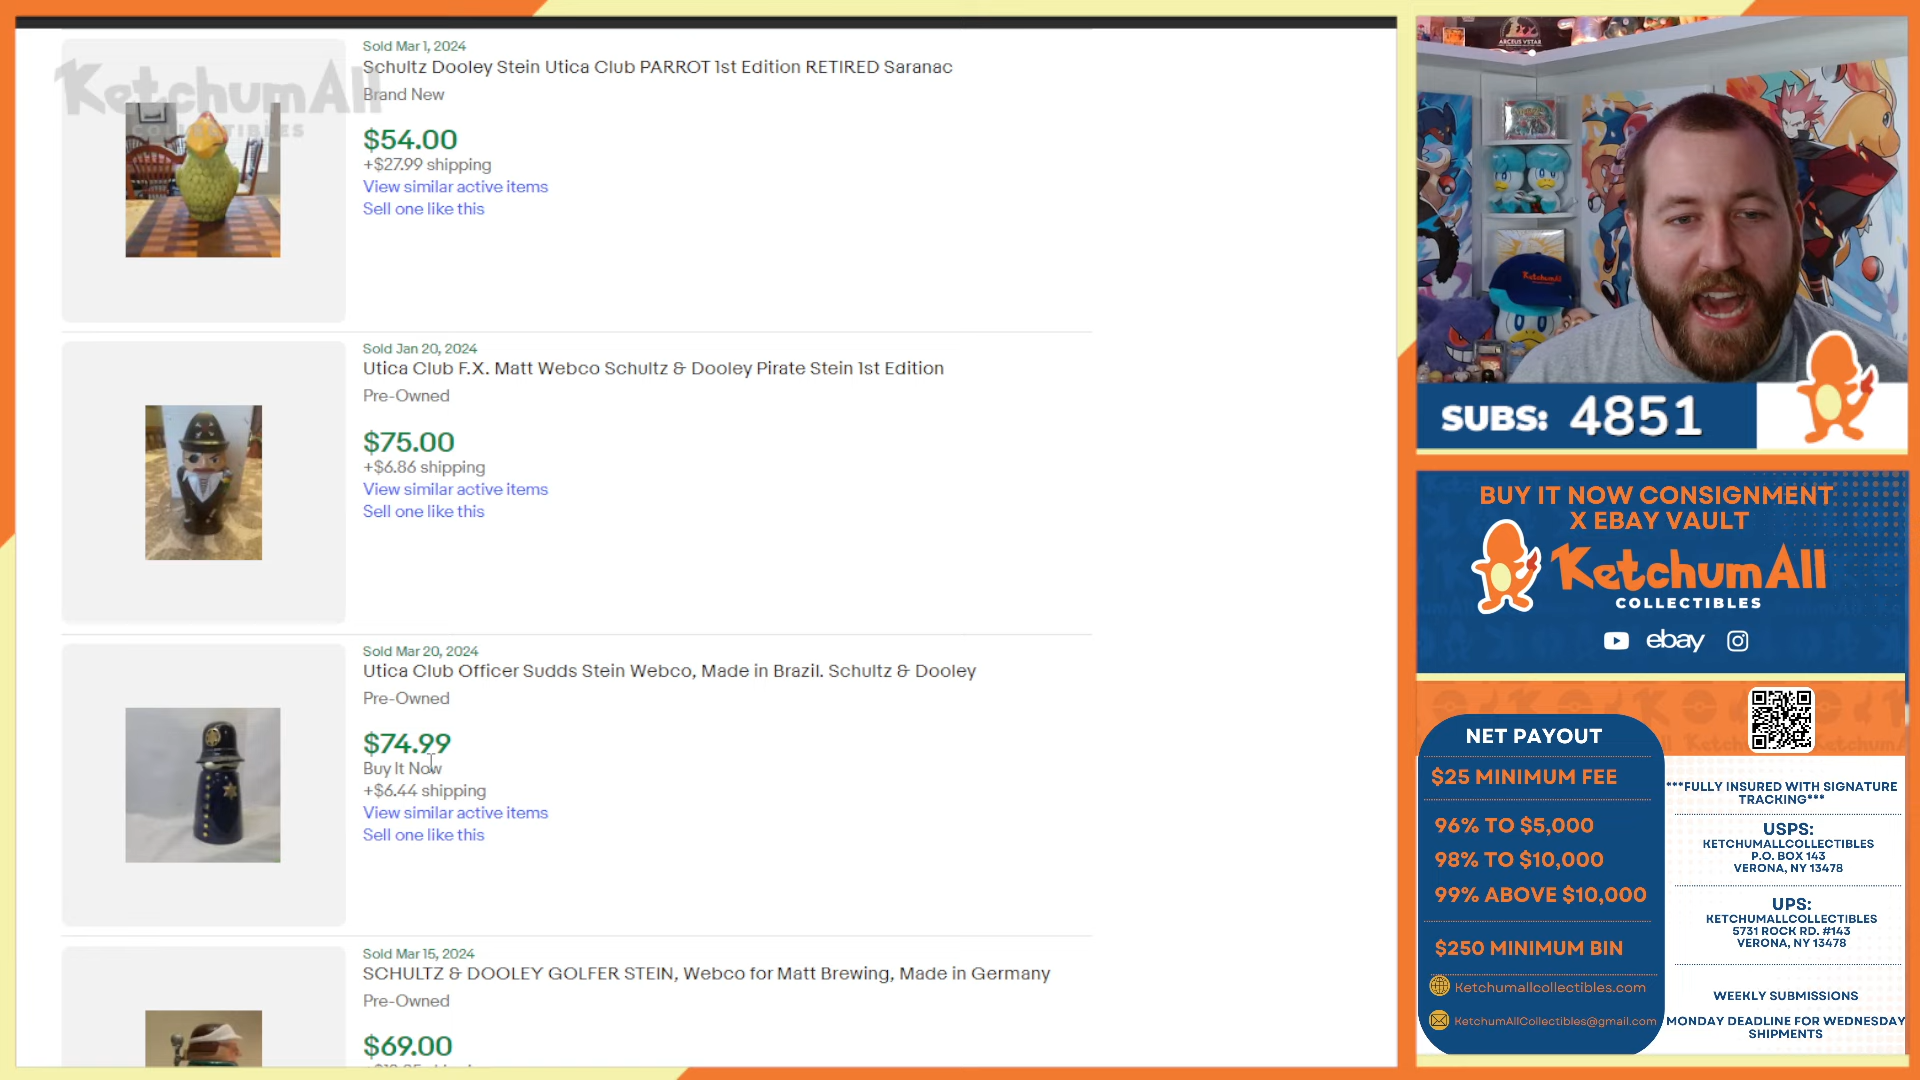 KetchumAll
COLLECTIBLES
Sold Mar 1, 2024
Schultz Dooley Stein Utica Club PARROT 1st Edition RETIRED Saranac
Brand New
$54.00
+$27.99 shipping
View similar active items
Sell one like this
Sold Jan 20, 2024
Utica Club F.X. Matt Webco Schultz & Dooley Pirate Stein 1st Edition
Pre-Owned
$75.00
+$6.86 shipping
View similar active items
Sell one like this
Sold Mar 20, 2024
Utica Club Officer Sudds Stein Webco, Made in Brazil. Schultz & Dooley
Pre-Owned
$74.99
Buy It Now
+$6.44 shipping
View similar active items
Sell one like this
Sold Mar 15, 2024
SCHULTZ & DOOLEY GOLFER STEIN, Webco for Matt Brewing, Made in Germany
Pre-Owned
$69.00
ARCEUS VSTAR
KetchumAll
SUBS: 4851
BUY IT NOW CONSIGNMENT
X EBAY VAULT
KetchumAll
COLLECTIBLES
ebay
NET PAYOUT
$25 MINIMUM FEE
96% TO $5,000
98% TO $10,000
99% ABOVE $10,000
$250 MINIMUM BIN
Ketchumallcollectibles.com
KetchumAllCollectibles@gmail.com
***FULLY INSURED WITH SIGNATURE
TRACKING***
USPS:
KETCHUMALLCOLLECTIBLES
P.O. BOX 143
VERONA, NY 13478
UPS:
KETCHUMALLCOLLECTIBLES
5731 ROCK RD. #143
VERONA, NY 13478
WEEKLY SUBMISSIONS
MONDAY DEADLINE FOR WEDNESDAY
SHIPMENTS